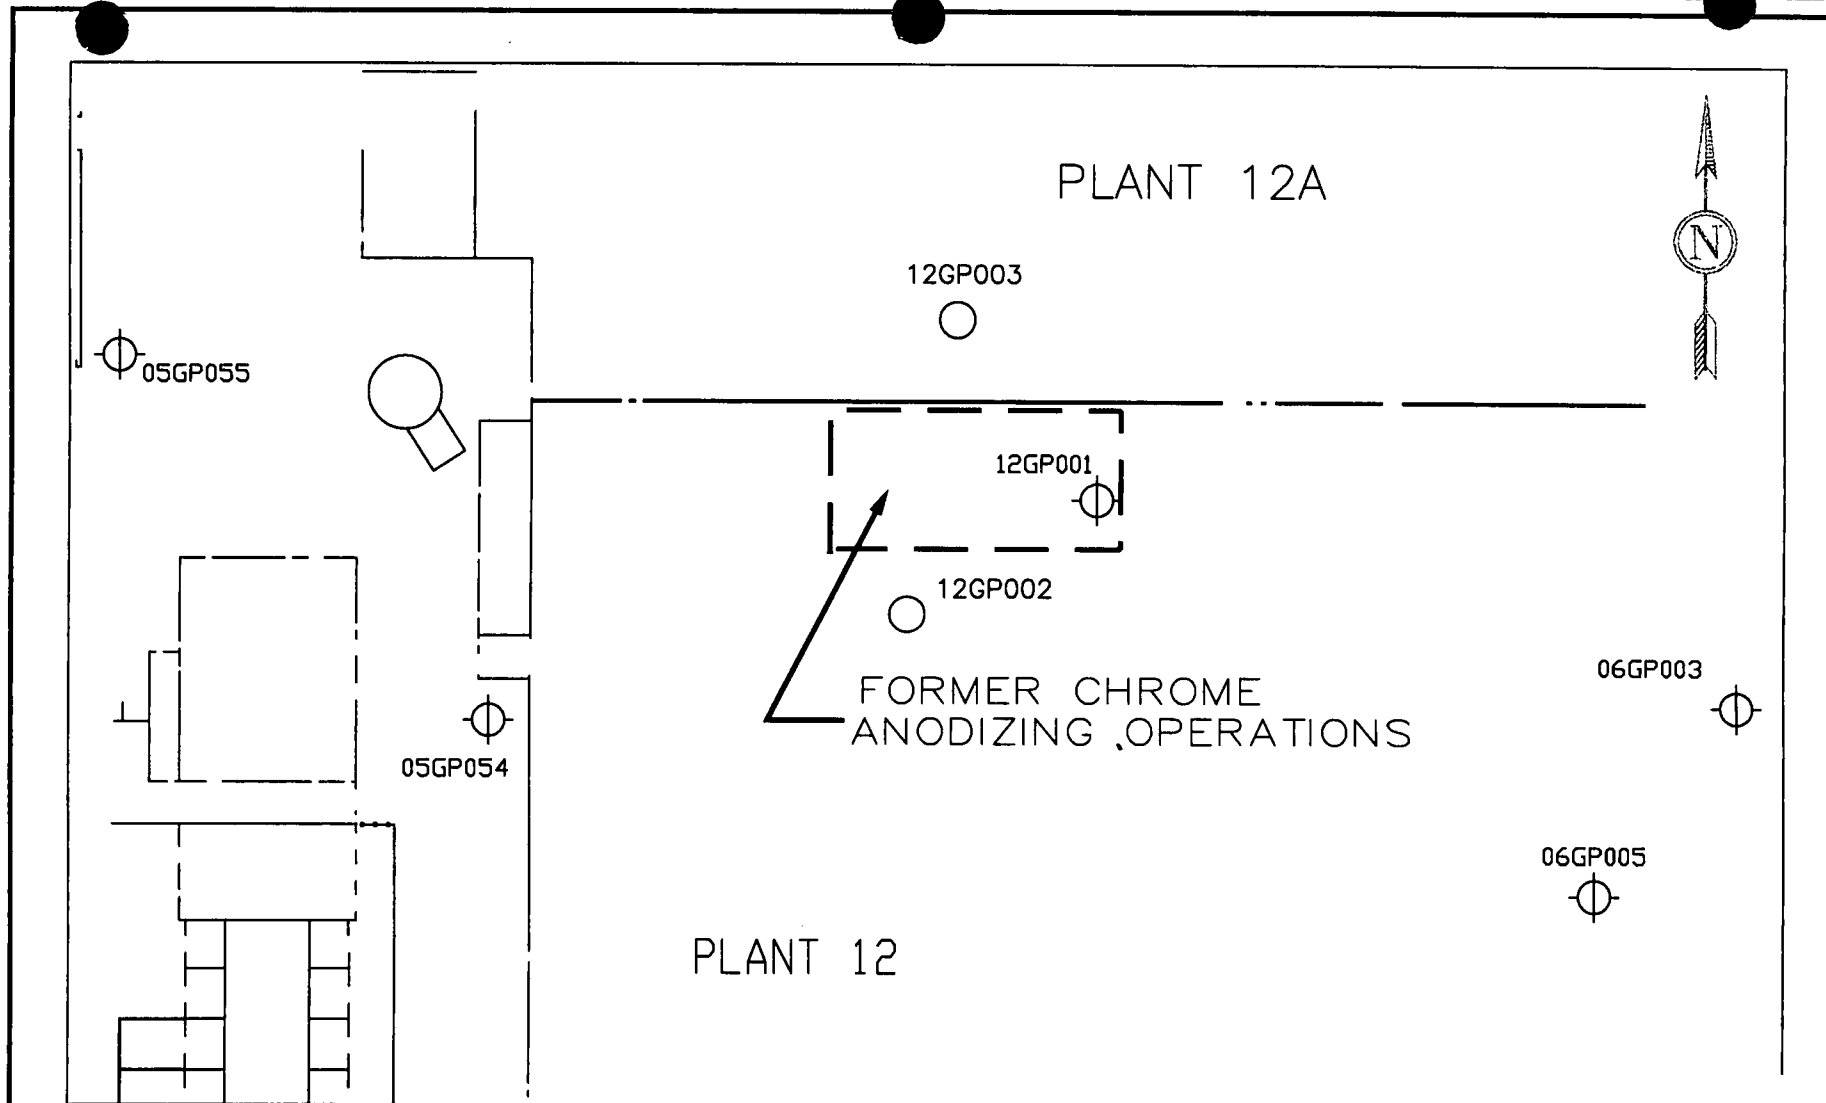 PLANT 12A
N
12GP003
05GP055
12GP001
12GP002
06GP003
FORMER CHROME
ANODIZING OPERATIONS
05GP054
06GP005
PLANT 12